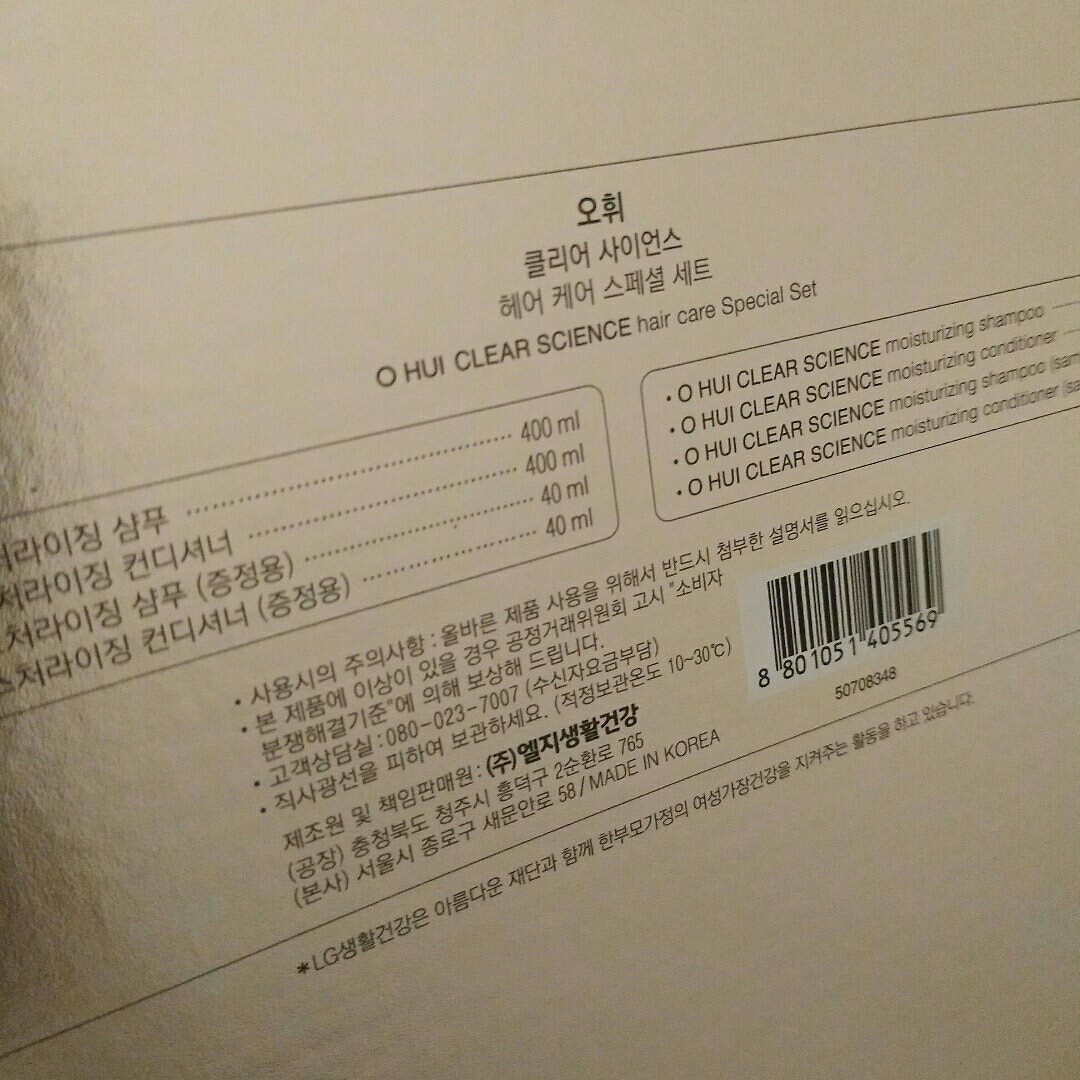 오휘
클리어 사이언스
헤어 케어 스페셜 세트
O HUI CLEAR SCIENCE hair care Special Set
처라이징 샴푸 400 ml
처라이징 컨디셔너 400 ml
처라이징 샴푸 (증정용) 40 ml
스처라이징 컨디셔너 (증정용) 40 ml
• O HUI CLEAR SCIENCE moisturizing shampoo
• O HUI CLEAR SCIENCE moisturizing conditioner
• O HUI CLEAR SCIENCE moisturizing shampoo (sam
• O HUI CLEAR SCIENCE moisturizing conditioner (sa
• 사용시의 주의사항 : 올바른 제품 사용을 위해서 반드시 첨부한 설명서를 읽으십시오.
• 본 제품에 이상이 있을 경우 공정거래위원회 고시 "소비자
분쟁해결기준"에 의해 보상해 드립니다.
• 고객상담실 : 080-023-7007 (수신자요금부담)
• 직사광선을 피하여 보관하세요. (적정보관온도 10~30℃)
제조원 및 책임판매원 : (주)엘지생활건강
(공장) 충청북도 청주시 흥덕구 2순환로 765
(본사) 서울시 종로구 새문안로 58 / MADE IN KOREA
8 801051 405569
50708348
*LG생활건강은 아름다운 재단과 함께 한부모가정의 여성가장건강을 지켜주는 활동을 하고 있습니다.